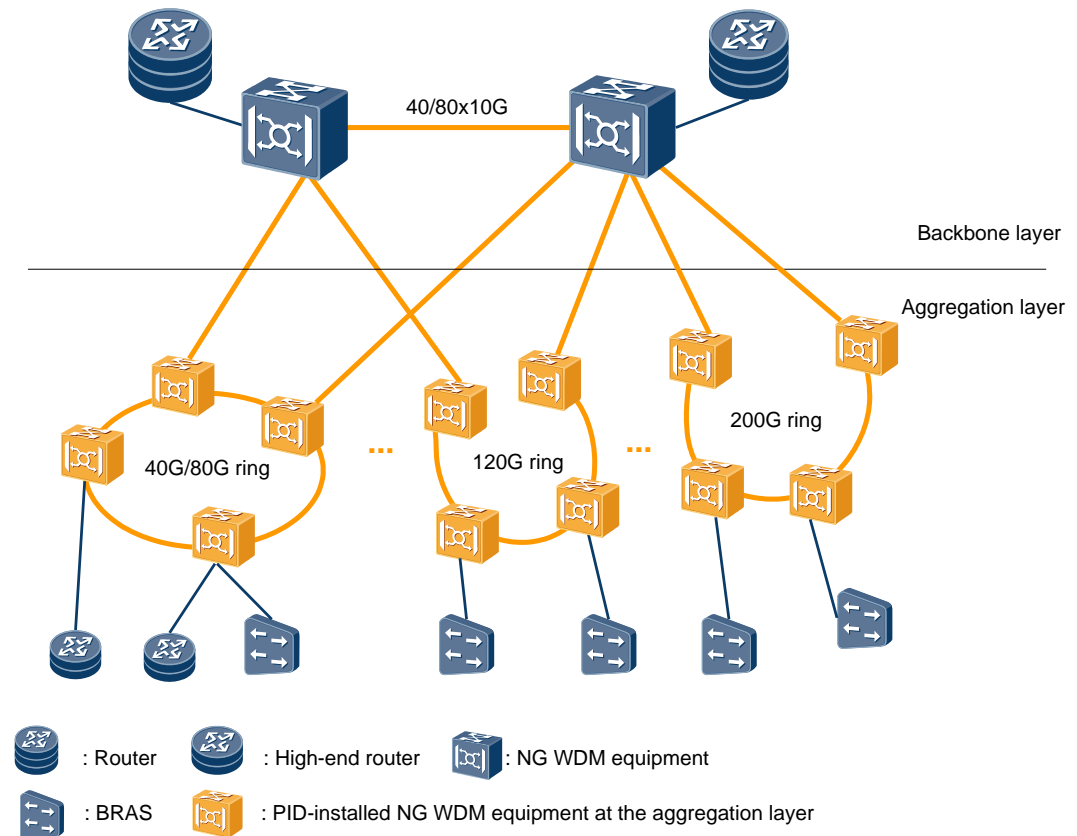 40/80x10G
Backbone layer
Aggregation layer
40G/80G ring
...
120G ring
...
200G ring
: Router
: High-end router
: NG WDM equipment
: BRAS
: PID-installed NG WDM equipment at the aggregation layer